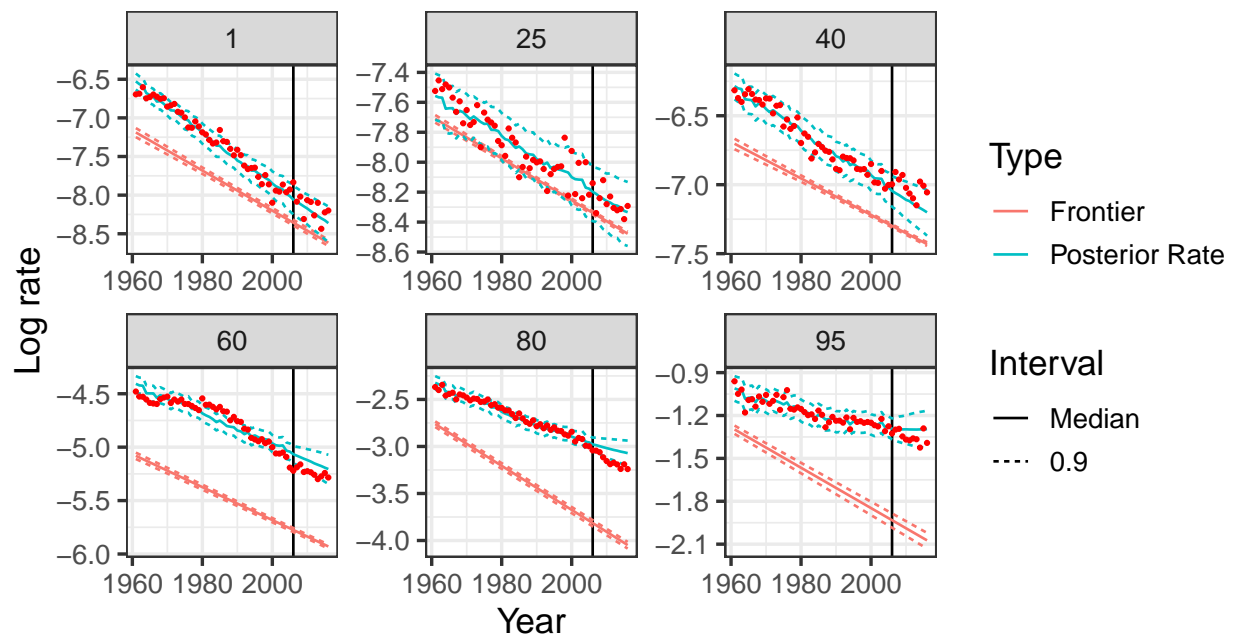 1
25
40
−6.5
−7.0
−7.5
−8.0
−8.5
−7.4
−7.6
−7.8
−8.0
−8.2
−8.4
−8.6
−6.5
−7.0
−7.5
1960 1980 2000
1960 1980 2000
1960 1980 2000
60
80
95
−4.5
−5.0
−5.5
−6.0
−2.5
−3.0
−3.5
−4.0
−0.9
−1.2
−1.5
−1.8
−2.1
1960 1980 2000
1960 1980 2000
1960 1980 2000
Log rate
Year
Type
Frontier
Posterior Rate
Interval
Median
0.9